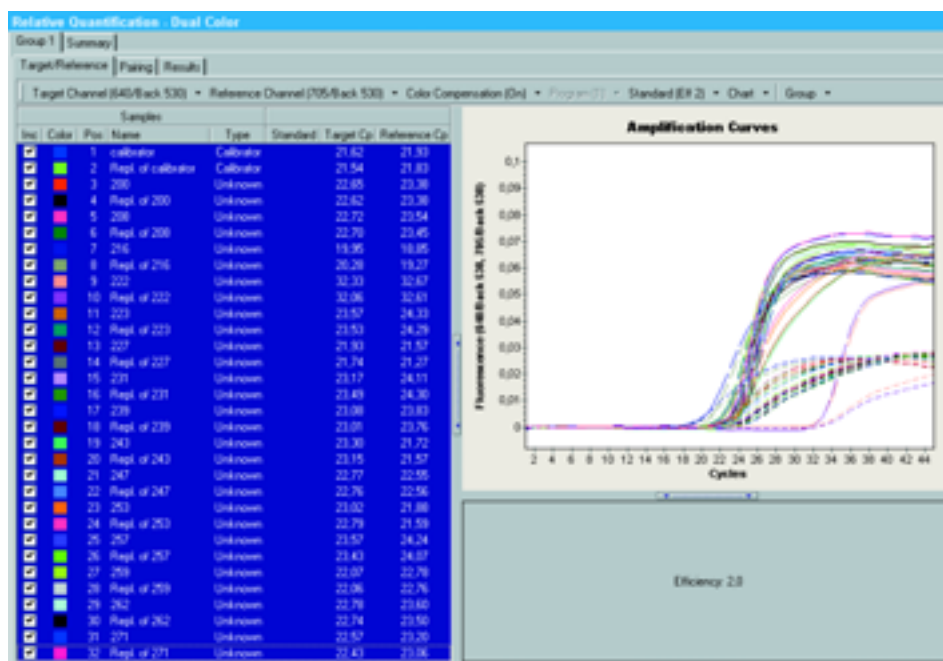 Relative Quantification - Dual Color
Group 1 Summary
Target/Reference Pairing Results
Target Channel (640/Back 530) Reference Channel (705/Back 530) Color Compensation (On) Standard (Eff 2) Chart Group
Samples
Inc Color Pos Name Type Standard Target Cp Reference Cp
1 calibrator Calibrator 21,62 21,93
2 Repl. of calibrator Calibrator 21,54 21,83
3 200 Unknown 22,65 23,38
4 Repl. of 200 Unknown 22,62 23,38
5 208 Unknown 22,72 23,54
6 Repl. of 208 Unknown 22,70 23,45
7 216 Unknown 19,95 18,85
8 Repl. of 216 Unknown 20,28 19,27
9 222 Unknown 32,33 32,67
10 Repl. of 222 Unknown 32,06 32,61
11 223 Unknown 23,57 24,33
12 Repl. of 223 Unknown 23,53 24,29
13 227 Unknown 21,93 21,57
14 Repl. of 227 Unknown 21,74 21,27
15 231 Unknown 23,17 24,11
16 Repl. of 231 Unknown 23,49 24,30
17 239 Unknown 23,08 23,83
18 Repl. of 239 Unknown 23,01 23,76
19 243 Unknown 23,30 21,72
20 Repl. of 243 Unknown 23,15 21,57
21 247 Unknown 22,77 22,55
22 Repl. of 247 Unknown 22,76 22,56
23 253 Unknown 23,02 21,88
24 Repl. of 253 Unknown 22,79 21,59
25 257 Unknown 23,57 24,24
26 Repl. of 257 Unknown 23,43 24,07
27 259 Unknown 22,07 22,78
28 Repl. of 259 Unknown 22,06 22,76
29 262 Unknown 22,78 23,60
30 Repl. of 262 Unknown 22,74 23,50
31 271 Unknown 22,57 23,20
32 Repl. of 271 Unknown 22,43 23,06
Amplification Curves
Fluorescence (640/Back 530, 705/Back 530)
0,1
0,09
0,08
0,07
0,06
0,05
0,04
0,03
0,02
0,01
0
2 4 6 8 10 12 14 16 18 20 22 24 26 28 30 32 34 36 38 40 42 44
Cycles
Efficiency: 2.0